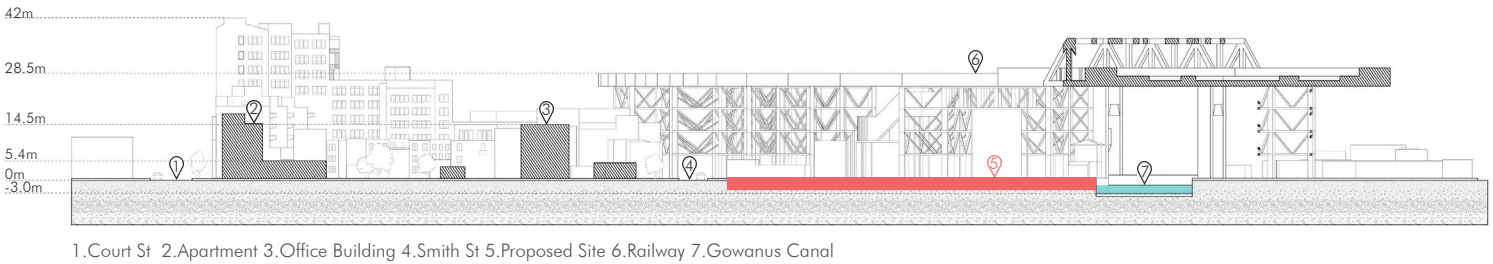 42m
6
28.5m
7
2
3
14.5m
5.4m
1
4
5
7
0m
-3.0m
1.Court St 2.Apartment 3.Office Building 4.Smith St 5.Proposed Site 6.Railway 7.Gowanus Canal